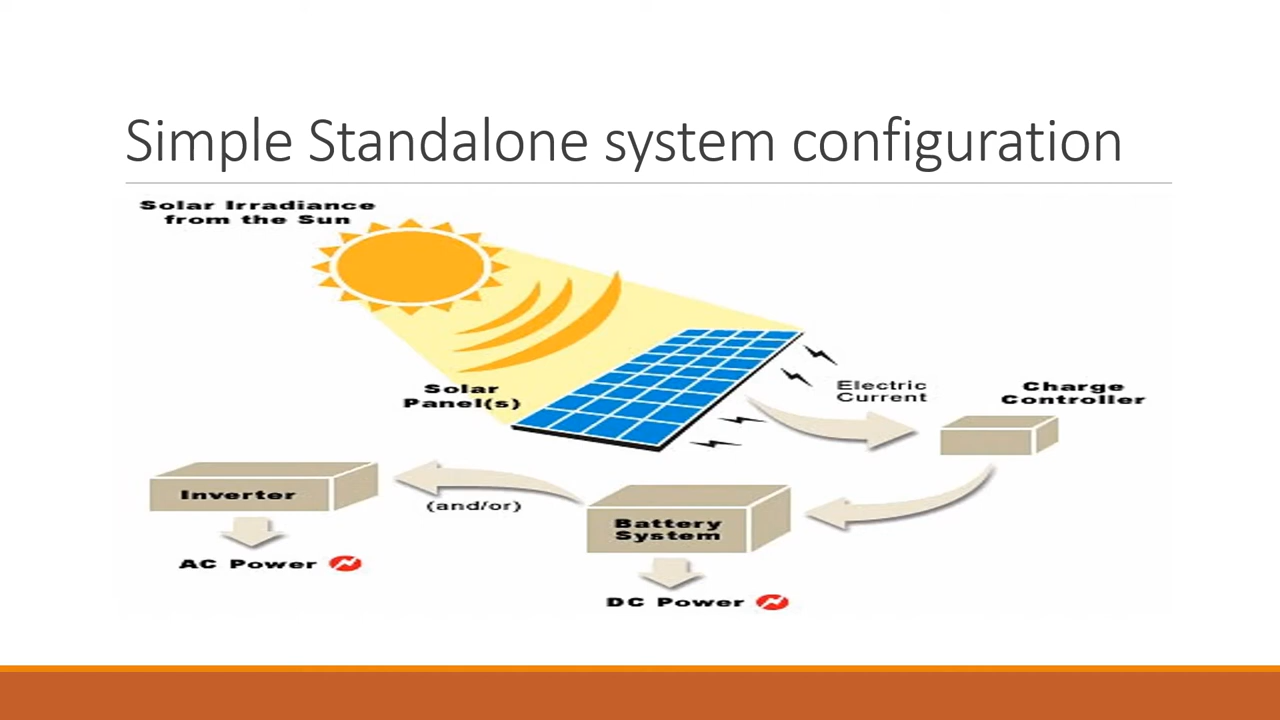 Simple Standalone system configuration
Solar Irradiance
from the Sun
Solar
Panel(s)
Electric
Current
Charge
Controller
Inverter
(and/or)
Battery
System
AC Power
DC Power